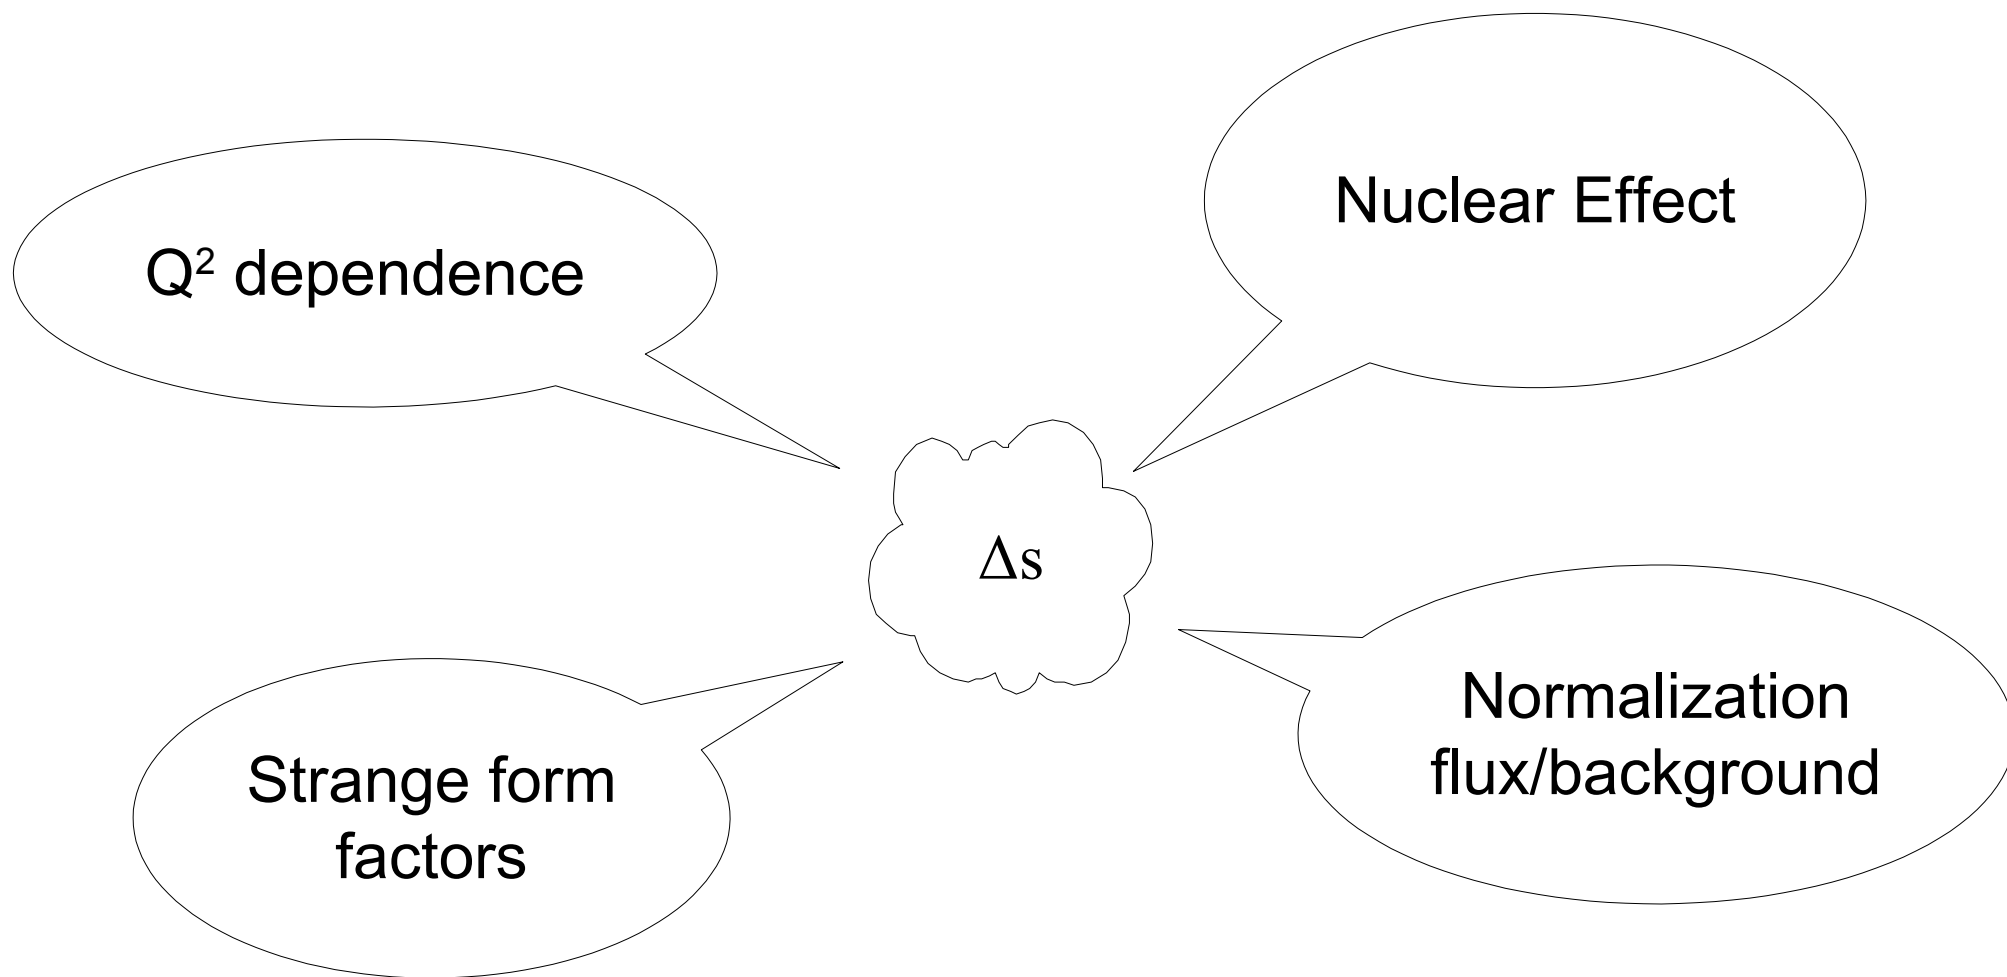 Q² dependence
Nuclear Effect
Δs
Strange form
factors
Normalization
flux/background